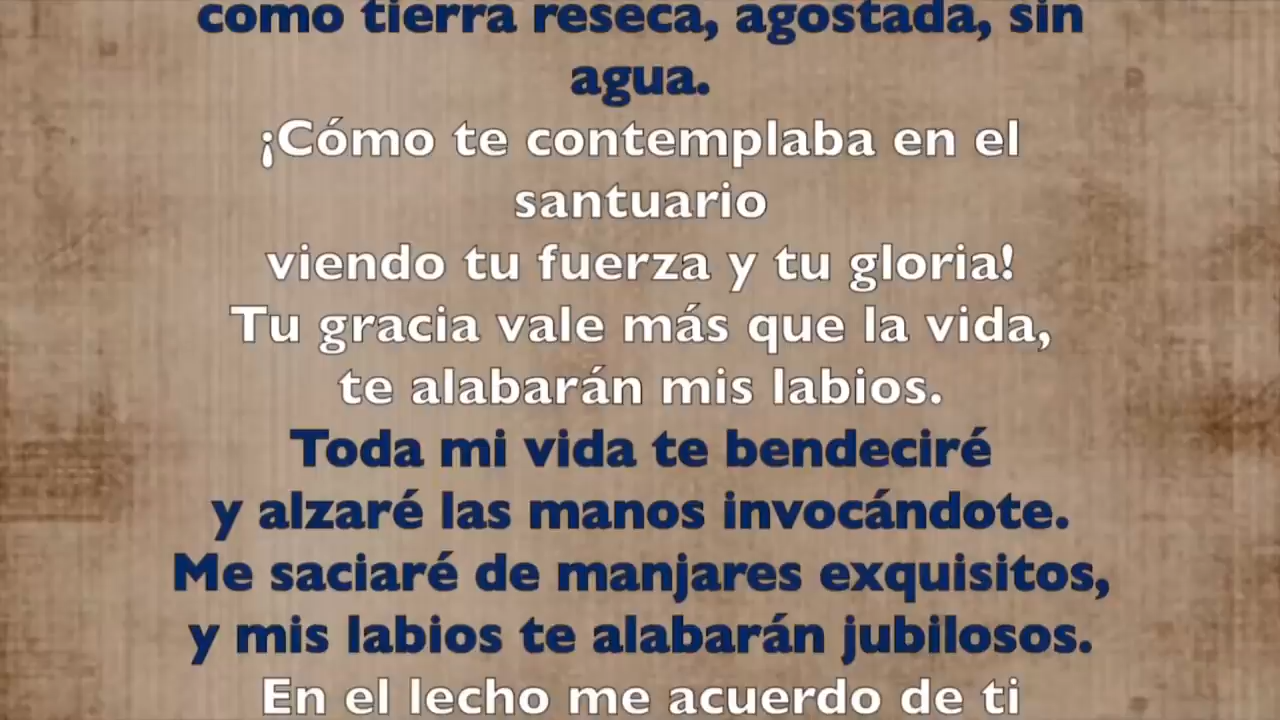 como tierra reseca, agostada, sin
agua.
¡Cómo te contemplaba en el
santuario
viendo tu fuerza y tu gloria!
Tu gracia vale más que la vida,
te alabarán mis labios.
Toda mi vida te bendeciré
y alzaré las manos invocándote.
Me saciaré de manjares exquisitos,
y mis labios te alabarán jubilosos.
En el lecho me acuerdo de ti